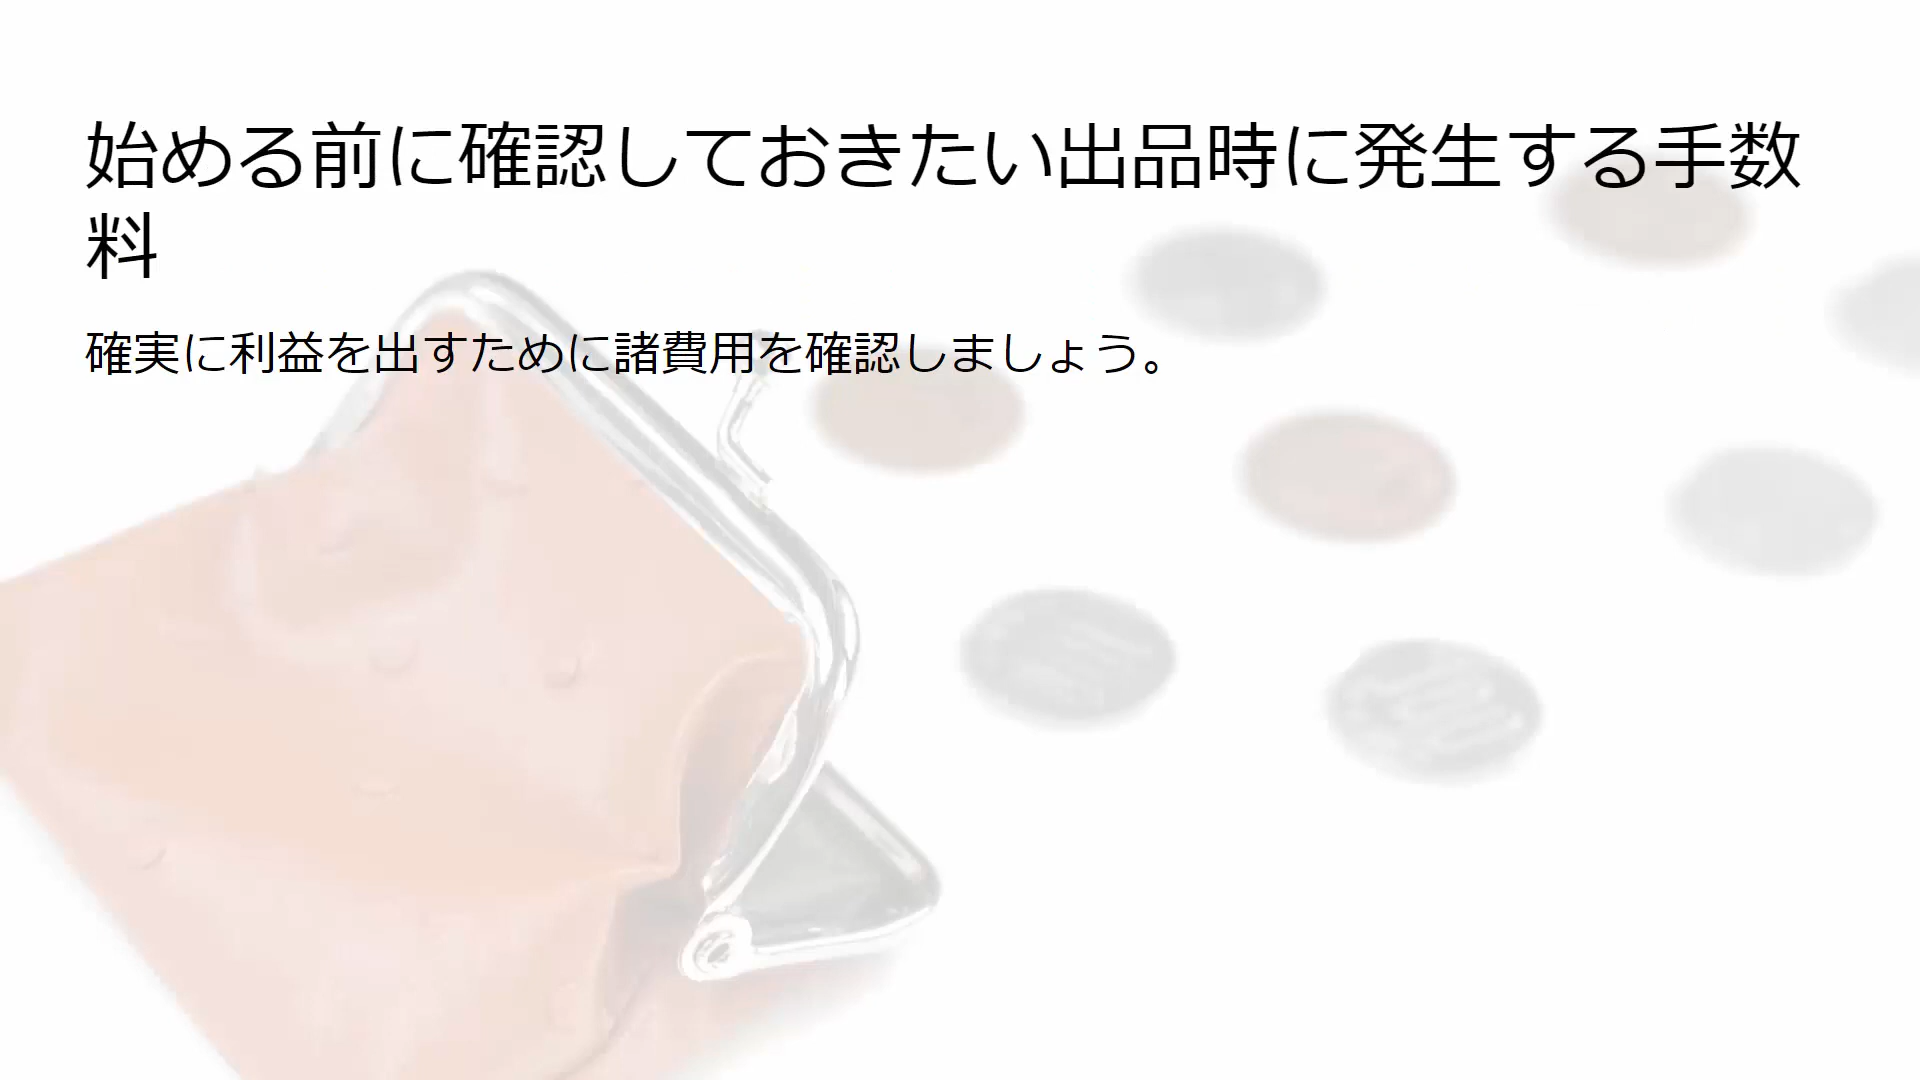 始める前に確認しておきたい出品時に発生する手数
料
確実に利益を出すために諸費用を確認しましょう。